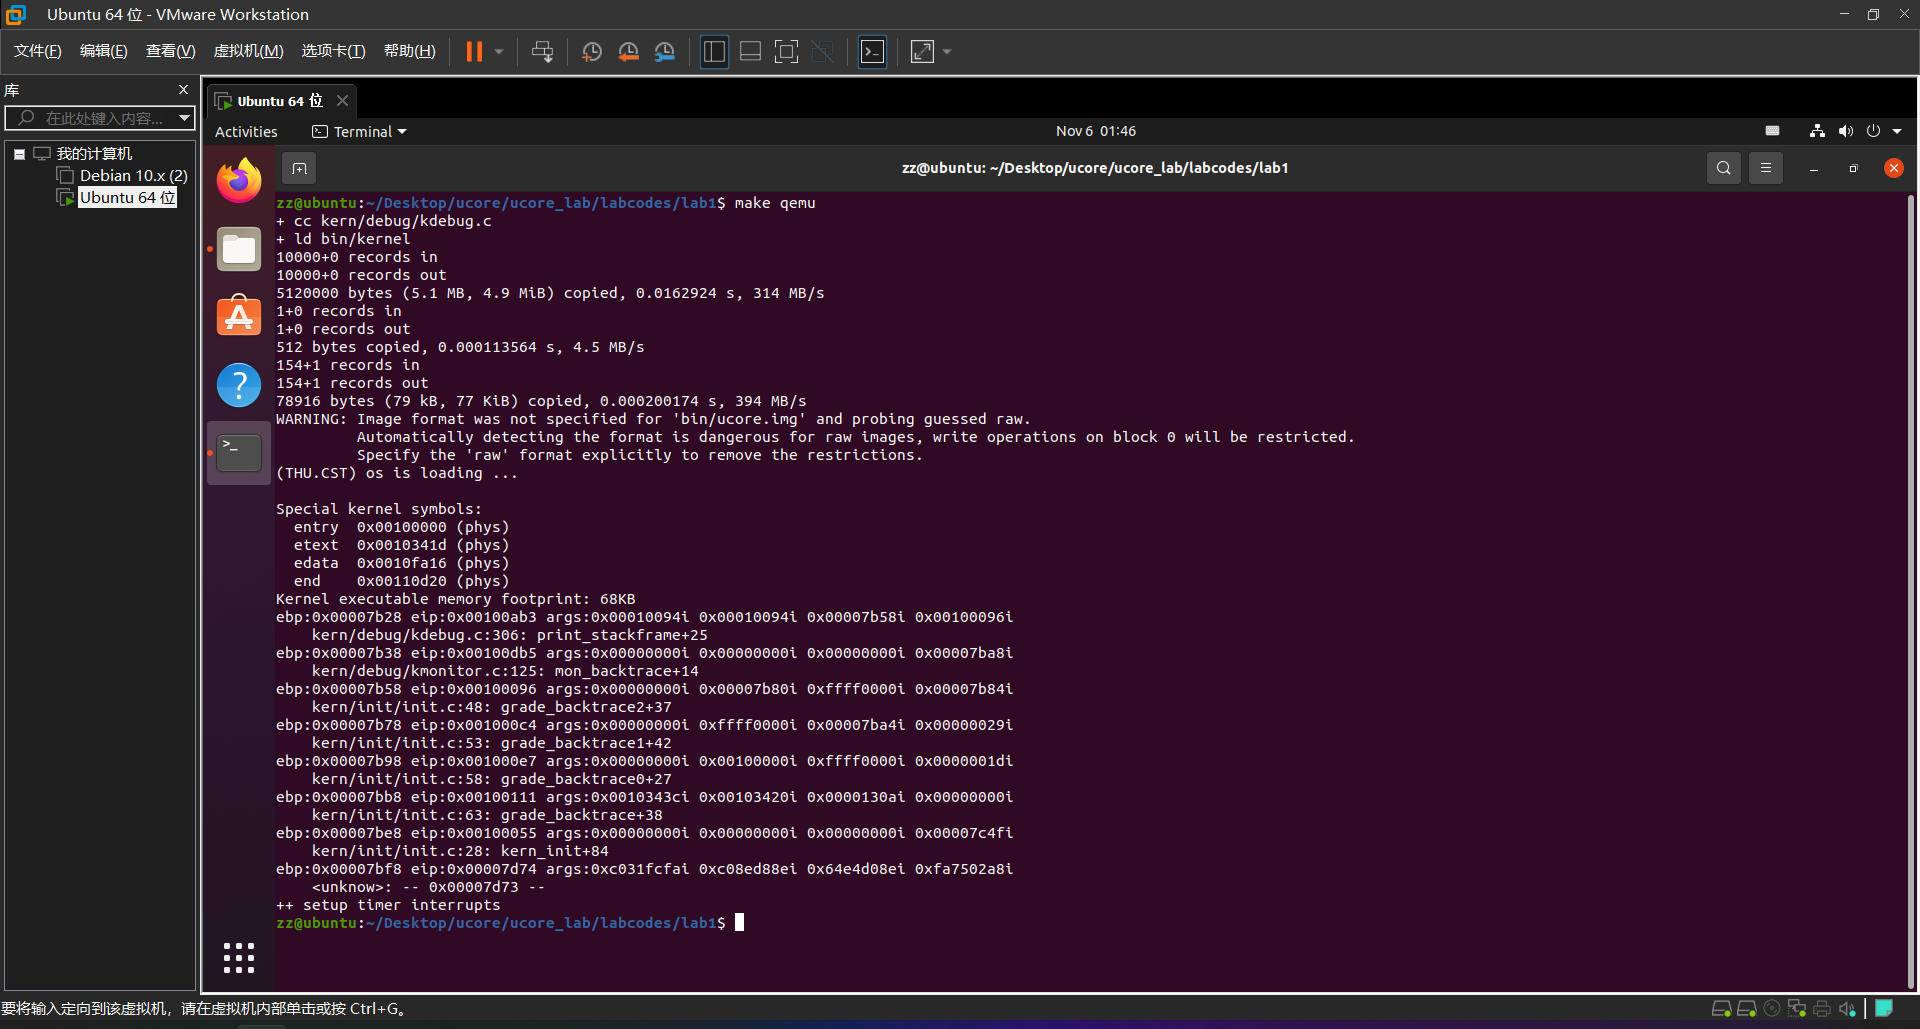 Ubuntu 64 位 - VMware Workstation
文件(F) 编辑(E) 查看(V) 虚拟机(M) 选项卡(T) 帮助(H)
库
在此处键入内容...
我的计算机
Debian 10.x (2)
Ubuntu 64 位
Ubuntu 64 位
Activities Terminal Nov 6 01:46
zz@ubuntu: ~/Desktop/ucore/ucore_lab/labcodes/lab1
zz@ubuntu:~/Desktop/ucore/ucore_lab/labcodes/lab1$ make qemu
+ cc kern/debug/kdebug.c
+ ld bin/kernel
10000+0 records in
10000+0 records out
5120000 bytes (5.1 MB, 4.9 MiB) copied, 0.0162924 s, 314 MB/s
1+0 records in
1+0 records out
512 bytes copied, 0.000113564 s, 4.5 MB/s
154+1 records in
154+1 records out
78916 bytes (79 kB, 77 KiB) copied, 0.000200174 s, 394 MB/s
WARNING: Image format was not specified for 'bin/ucore.img' and probing guessed raw.
Automatically detecting the format is dangerous for raw images, write operations on block 0 will be restricted.
Specify the 'raw' format explicitly to remove the restrictions.
(THU.CST) os is loading ...
Special kernel symbols:
entry 0x00100000 (phys)
etext 0x0010341d (phys)
edata 0x0010fa16 (phys)
end 0x00110d20 (phys)
Kernel executable memory footprint: 68KB
ebp:0x00007b28 eip:0x00100ab3 args:0x00010094i 0x00010094i 0x00007b58i 0x00100096i
kern/debug/kdebug.c:306: print_stackframe+25
ebp:0x00007b38 eip:0x00100db5 args:0x00000000i 0x00000000i 0x00000000i 0x00007ba8i
kern/debug/kmonitor.c:125: mon_backtrace+14
ebp:0x00007b58 eip:0x00100096 args:0x00000000i 0x00007b80i 0xffff0000i 0x00007b84i
kern/init/init.c:48: grade_backtrace2+37
ebp:0x00007b78 eip:0x001000c4 args:0x00000000i 0xffff0000i 0x00007ba4i 0x00000029i
kern/init/init.c:53: grade_backtrace1+42
ebp:0x00007b98 eip:0x001000e7 args:0x00000000i 0x00100000i 0xffff0000i 0x0000001di
kern/init/init.c:58: grade_backtrace0+27
ebp:0x00007bb8 eip:0x00100111 args:0x0010343ci 0x00103420i 0x0000130ai 0x00000000i
kern/init/init.c:63: grade_backtrace+38
ebp:0x00007be8 eip:0x00100055 args:0x00000000i 0x00000000i 0x00000000i 0x00007c4fi
kern/init/init.c:28: kern_init+84
ebp:0x00007bf8 eip:0x00007d74 args:0xc031fcfai 0xc08ed88ei 0x64e4d08ei 0xfa7502a8i
<unknow>: -- 0x00007d73 --
++ setup timer interrupts
zz@ubuntu:~/Desktop/ucore/ucore_lab/labcodes/lab1$
要将输入定向到该虚拟机，请在虚拟机内部单击或按 Ctrl+G。